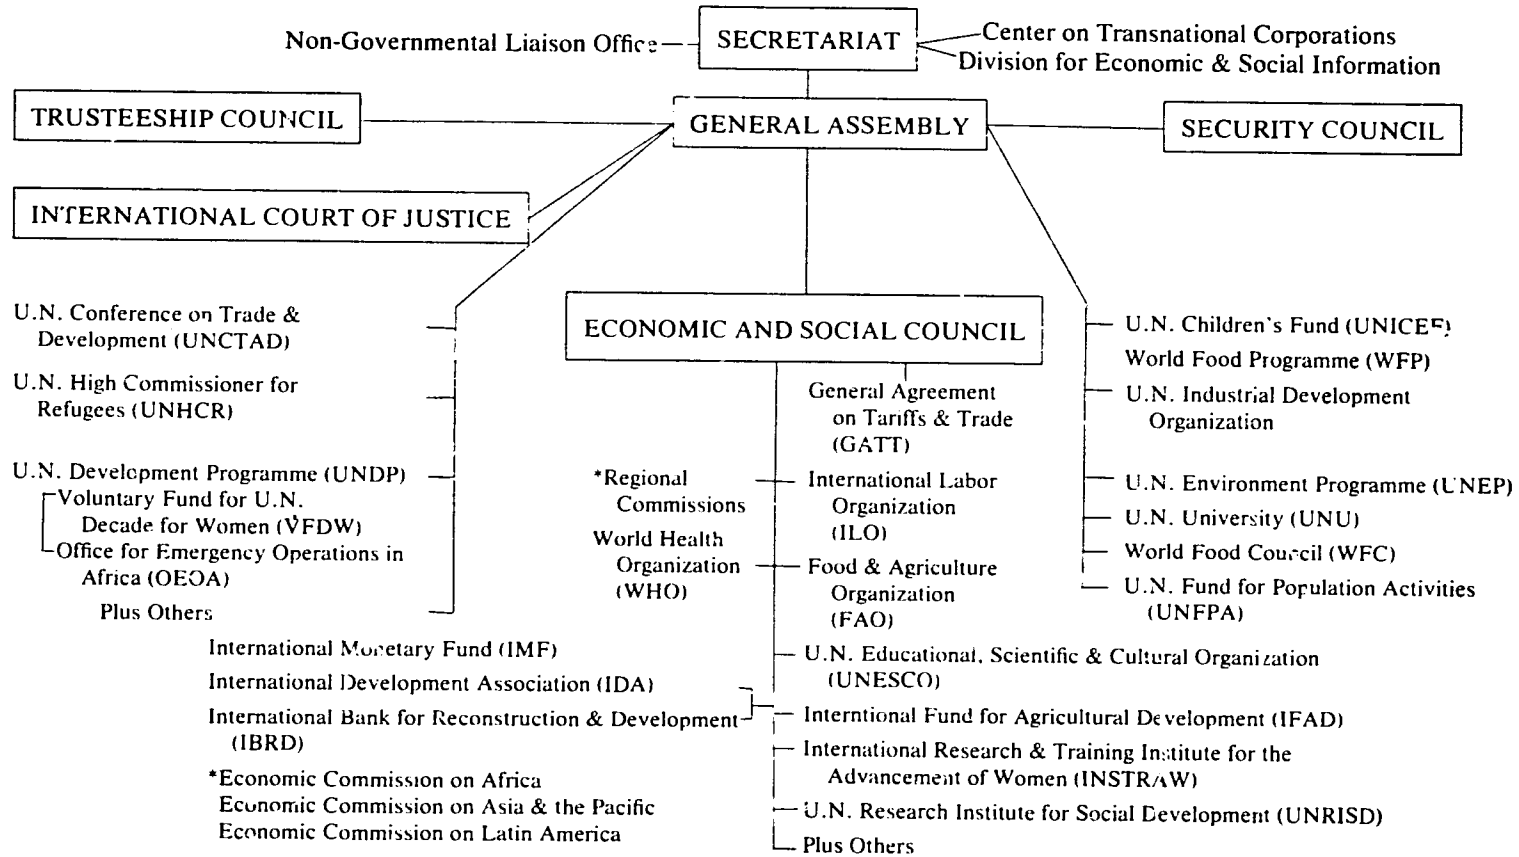 Non-Governmental Liaison Office
SECRETARIAT
Center on Transnational Corporations
Division for Economic & Social Information
TRUSTEESHIP COUNCIL
GENERAL ASSEMBLY
SECURITY COUNCIL
INTERNATIONAL COURT OF JUSTICE
U.N. Conference on Trade &
Development (UNCTAD)
U.N. High Commissioner for
Refugees (UNHCR)
U.N. Development Programme (UNDP)
Voluntary Fund for U.N.
Decade for Women (VFDW)
Office for Emergency Operations in
Africa (OEOA)
Plus Others
ECONOMIC AND SOCIAL COUNCIL
General Agreement
on Tariffs & Trade
(GATT)
*Regional
Commissions
World Health
Organization
(WHO)
International Labor
Organization
(ILO)
Food & Agriculture
Organization
(FAO)
U.N. Children's Fund (UNICEF)
World Food Programme (WFP)
U.N. Industrial Development
Organization
U.N. Environment Programme (UNEP)
U.N. University (UNU)
World Food Council (WFC)
U.N. Fund for Population Activities
(UNFPA)
International Monetary Fund (IMF)
International Development Association (IDA)
International Bank for Reconstruction & Development
(IBRD)
*Economic Commission on Africa
Economic Commission on Asia & the Pacific
Economic Commission on Latin America
U.N. Educational, Scientific & Cultural Organization
(UNESCO)
Interntional Fund for Agricultural Development (IFAD)
International Research & Training Institute for the
Advancement of Women (INSTRAW)
U.N. Research Institute for Social Development (UNRISD)
Plus Others